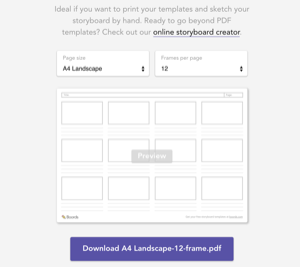 Ideal if you want to print your templates and sketch your
storyboard by hand. Ready to go beyond PDF
templates? Check out our online storyboard creator.
Page size
A4 Landscape
Frames per page
12
Preview
Download A4 Landscape-12-frame.pdf